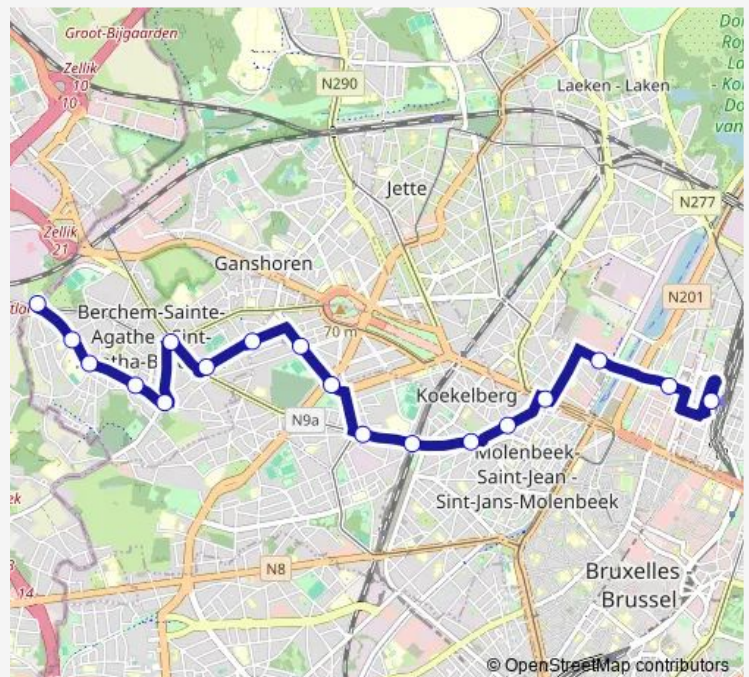 Groot-Bijgaarden
Zellik
10
10
N290
Laeken - Laken
Jette
N277
Zellik
21
Ganshoren
N201
Berchem-Sainte-
Agathe
70 m
Koekelberg
N9a
Molenbeek-
Saint-Jean -
Sint-Jans-Molenbeek
N8
Bruxelles
Brussel
14
© OpenStreetMap contributors